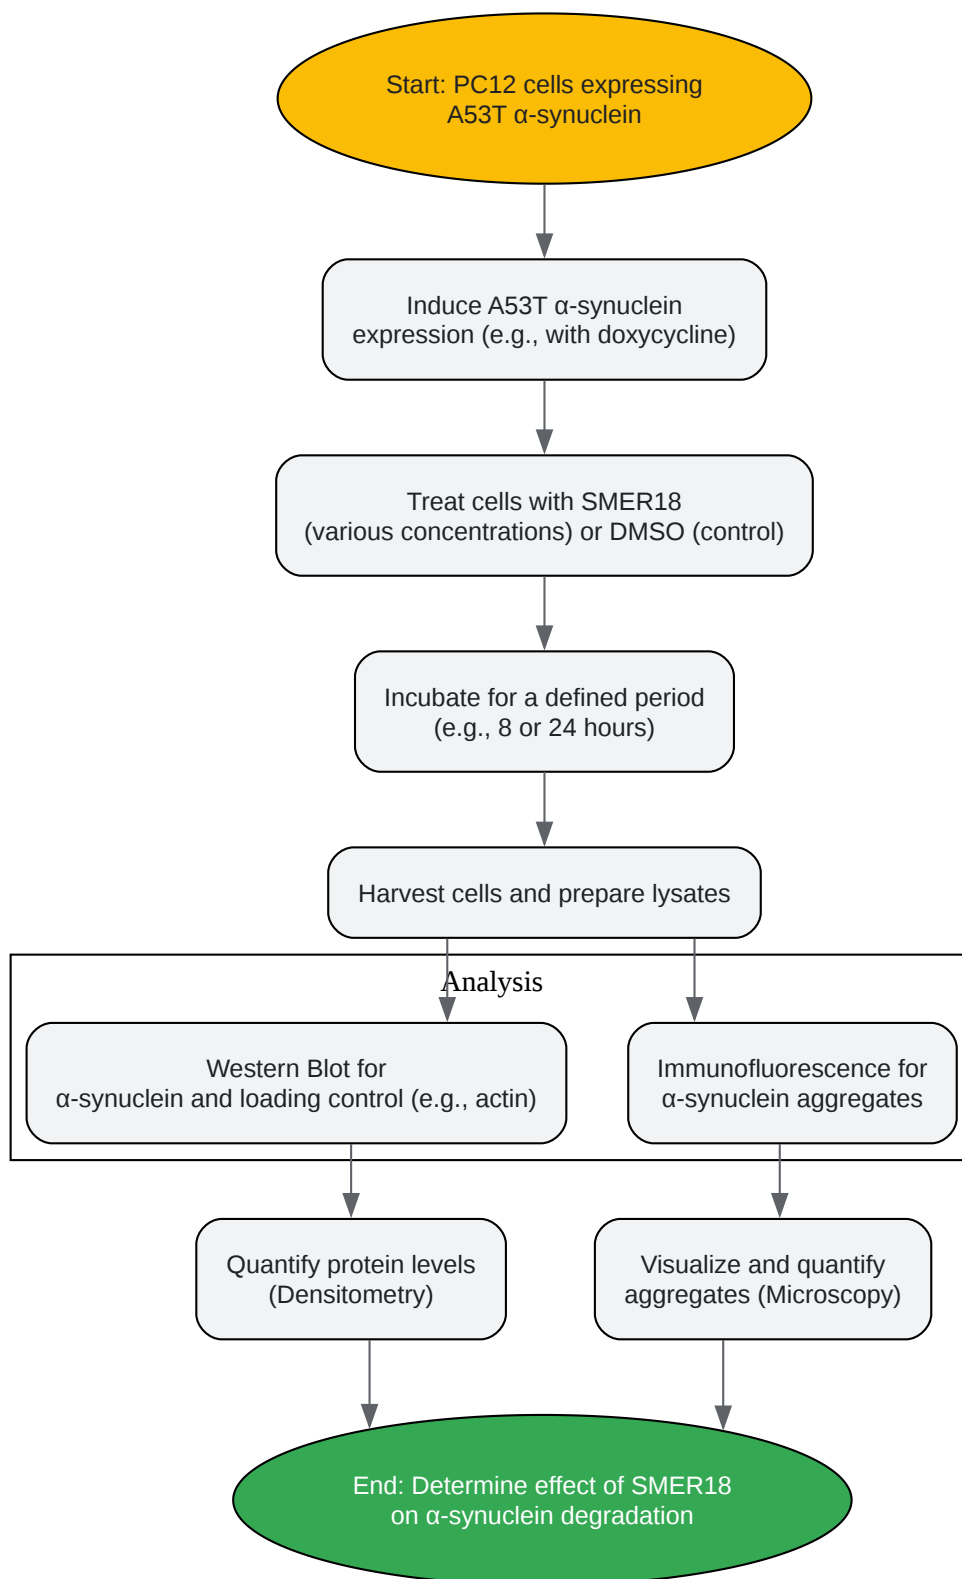 Start: PC12 cells expressing
A53T α-synuclein
Induce A53T α-synuclein
expression (e.g., with doxycycline)
Treat cells with SMER18
(various concentrations) or DMSO (control)
Incubate for a defined period
(e.g., 8 or 24 hours)
Harvest cells and prepare lysates
Analysis
Western Blot for
α-synuclein and loading control (e.g., actin)
Immunofluorescence for
α-synuclein aggregates
Quantify protein levels
(Densitometry)
Visualize and quantify
aggregates (Microscopy)
End: Determine effect of SMER18
on α-synuclein degradation